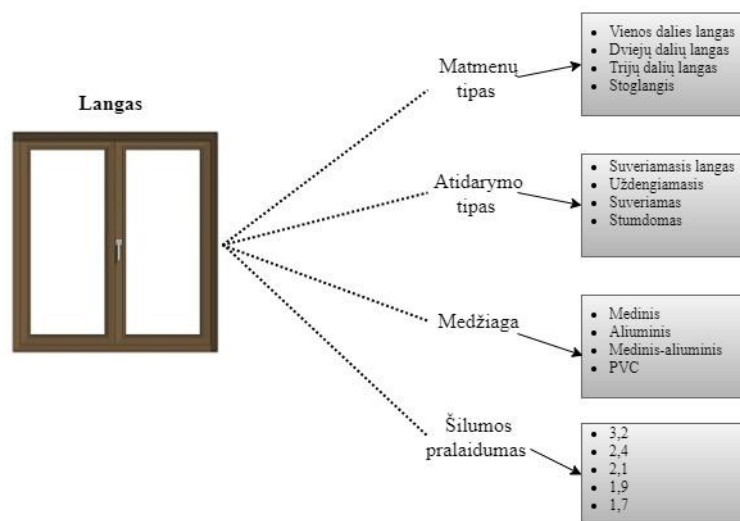 Langas
Matmenų
tipas
Vienos dalies langas
Dviejų dalių langas
Trijų dalių langas
Stoglangis
Atidarymo
tipas
Suveriamasis langas
Uždengiamasis
Suveriamas
Stumdomas
Medžiaga
Medinis
Aliuminis
Medinis-aliuminis
PVC
Šilumos
pralaidumas
3,2
2,4
2,1
1,9
1,7